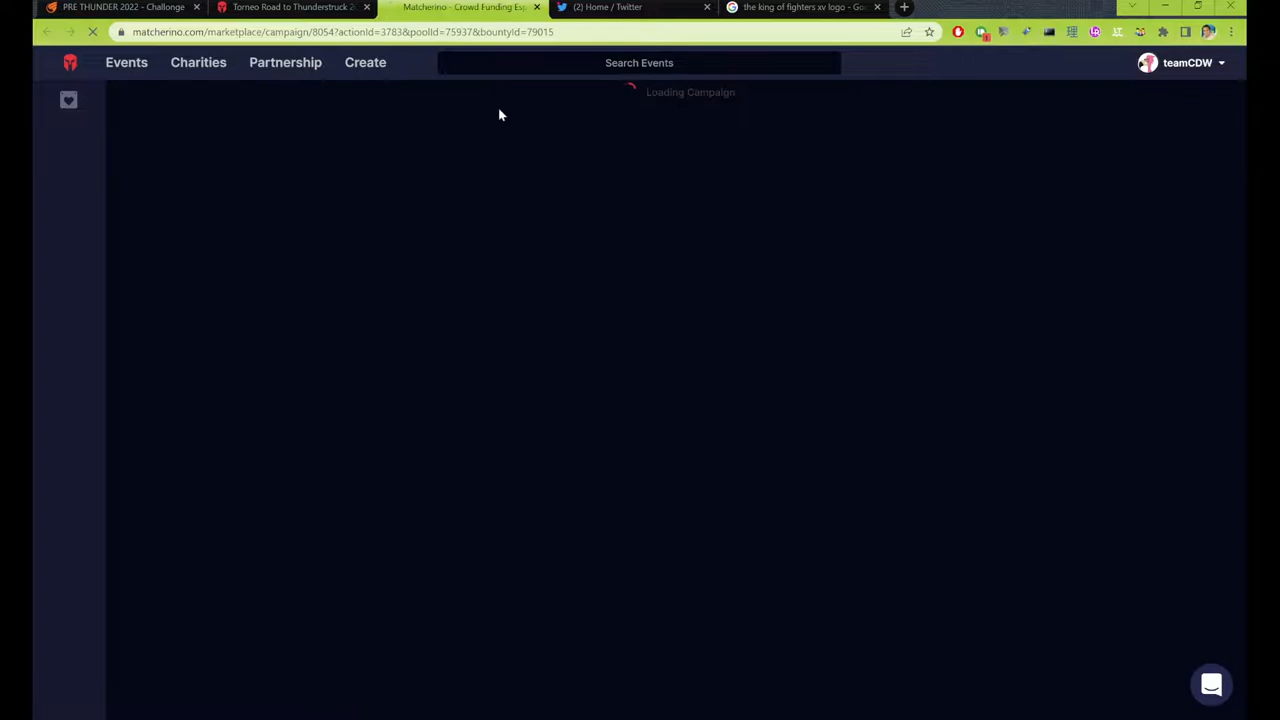 PRE THUNDER 2022 - Challonge
Torneo Road to Thunderstruck 2
Matcherino - Crowd Funding Esp
(2) Home / Twitter
the king of fighters xv logo - Go
matcherino.com/marketplace/campaign/8054?actionId=3783&poolId=75937&bountyId=79015
Events
Charities
Partnership
Create
Search Events
teamCDW
Loading Campaign